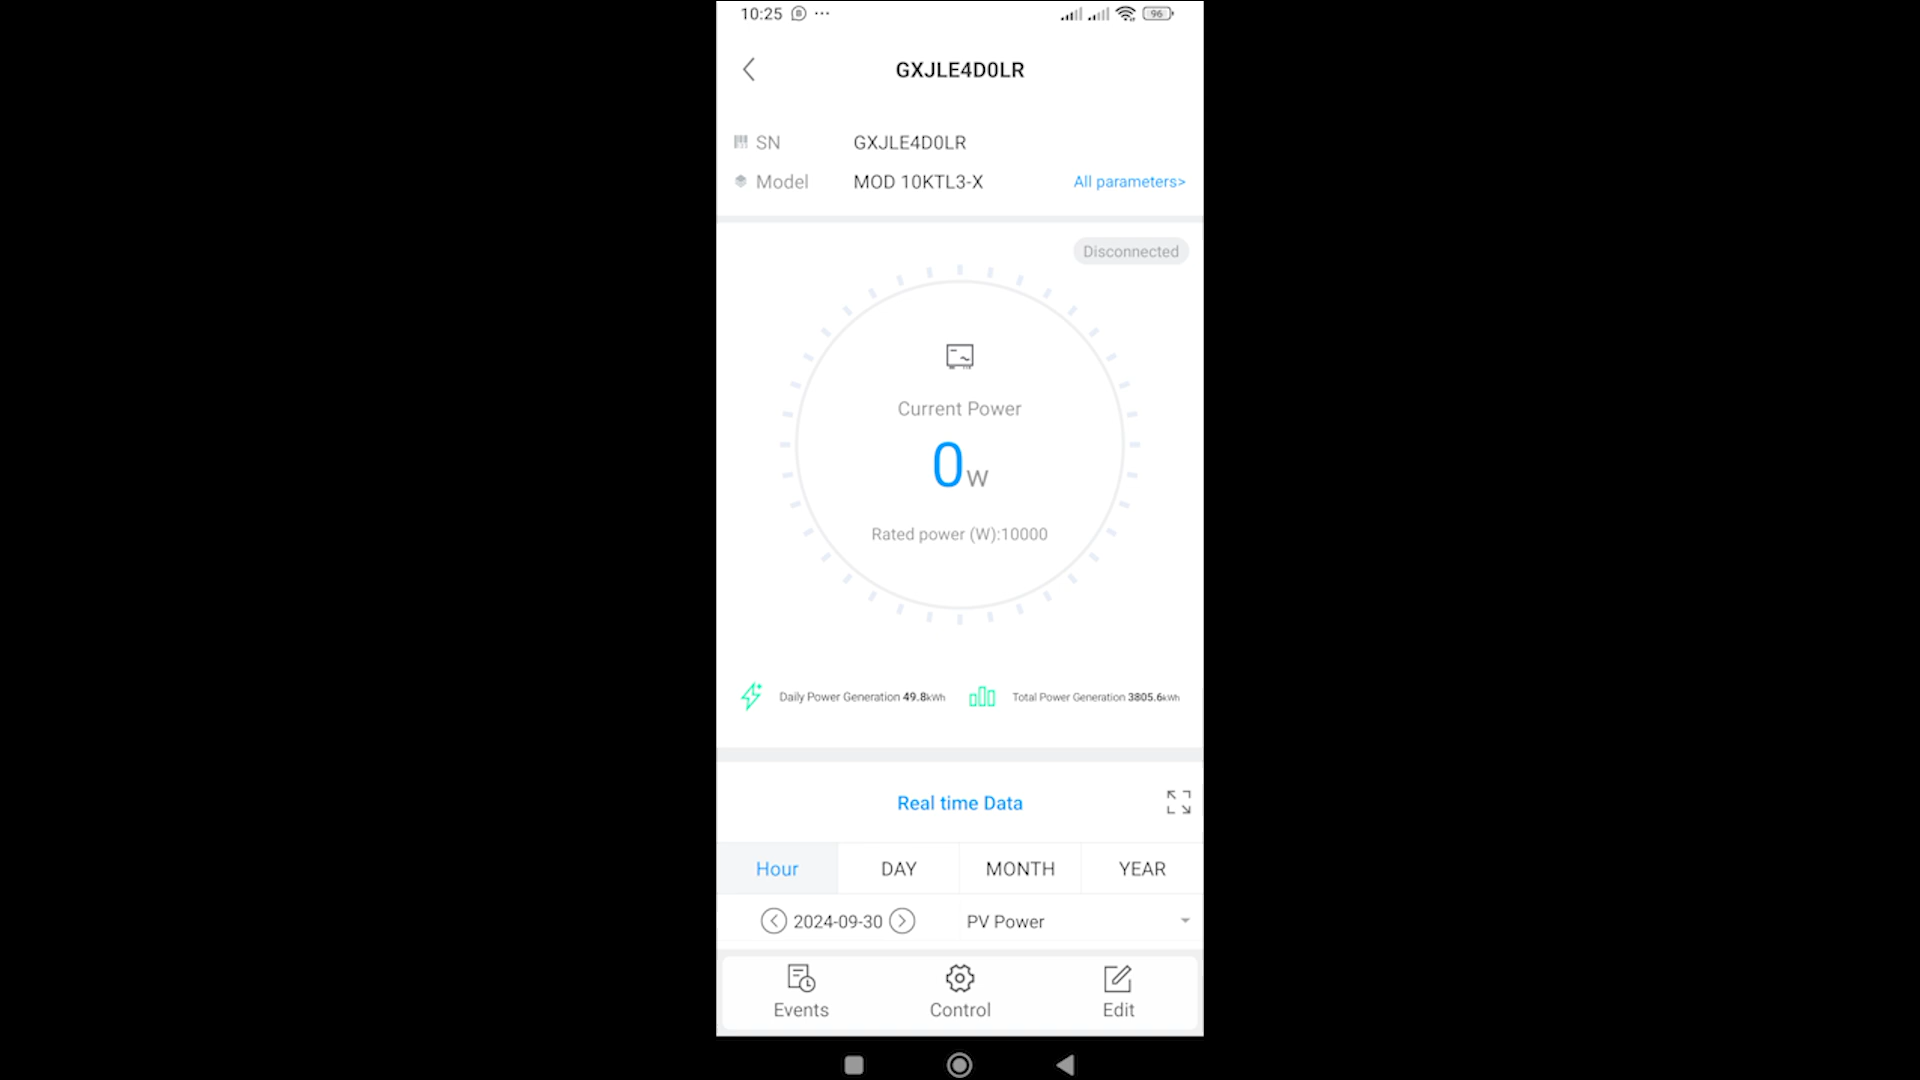 10:25 ··· 96
GXJLE4D0LR
SN GXJLE4D0LR
Model MOD 10KTL3-X All parameters>
Disconnected
Current Power
0 W
Rated power (W):10000
Daily Power Generation 49.8kWh Total Power Generation 3805.6kWh
Real time Data
Hour DAY MONTH YEAR
2024-09-30 PV Power
Events Control Edit